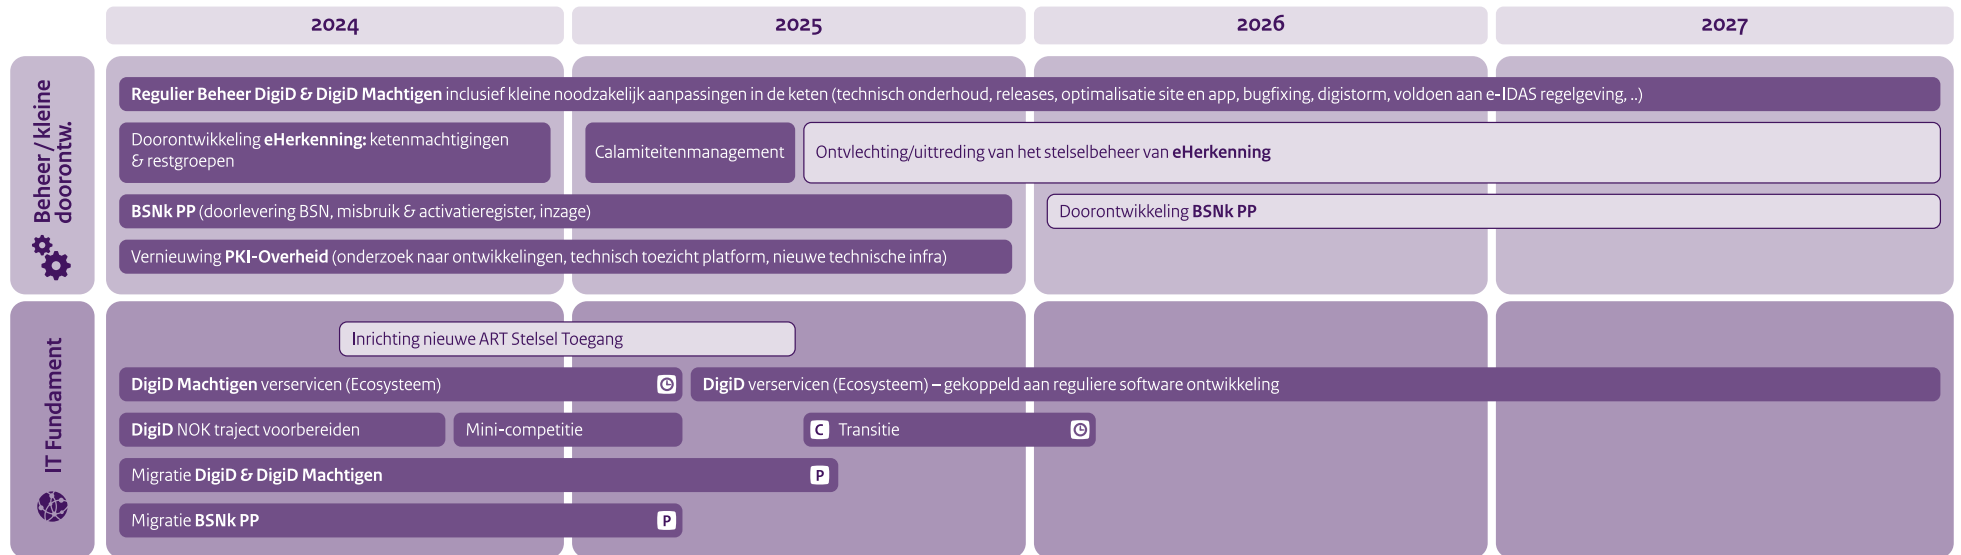 2024
2025
2026
2027
Beheer / kleine
doorontw.
Regulier Beheer DigiD & DigiD Machtigen inclusief kleine noodzakelijk aanpassingen in de keten (technisch onderhoud, releases, optimalisatie site en app, bugfixing, digistorm, voldoen aan e-IDAS regelgeving, ..)
Doorontwikkeling eHerkenning: ketenmachtigingen
& restgroepen
Calamiteitenmanagement
Ontvlechting/uittreding van het stelselbeheer van eHerkenning
BSNk PP (doorlevering BSN, misbruik & activatieregister, inzage)
Doorontwikkeling BSNk PP
Vernieuwing PKI-Overheid (onderzoek naar ontwikkelingen, technisch toezicht platform, nieuwe technische infra)
IT Fundament
Inrichting nieuwe ART Stelsel Toegang
DigiD Machtigen verservicen (Ecosysteem)
DigiD verservicen (Ecosysteem) – gekoppeld aan reguliere software ontwikkeling
DigiD NOK traject voorbereiden
Mini-competitie
C Transitie
Migratie DigiD & DigiD Machtigen
P
Migratie BSNk PP
P